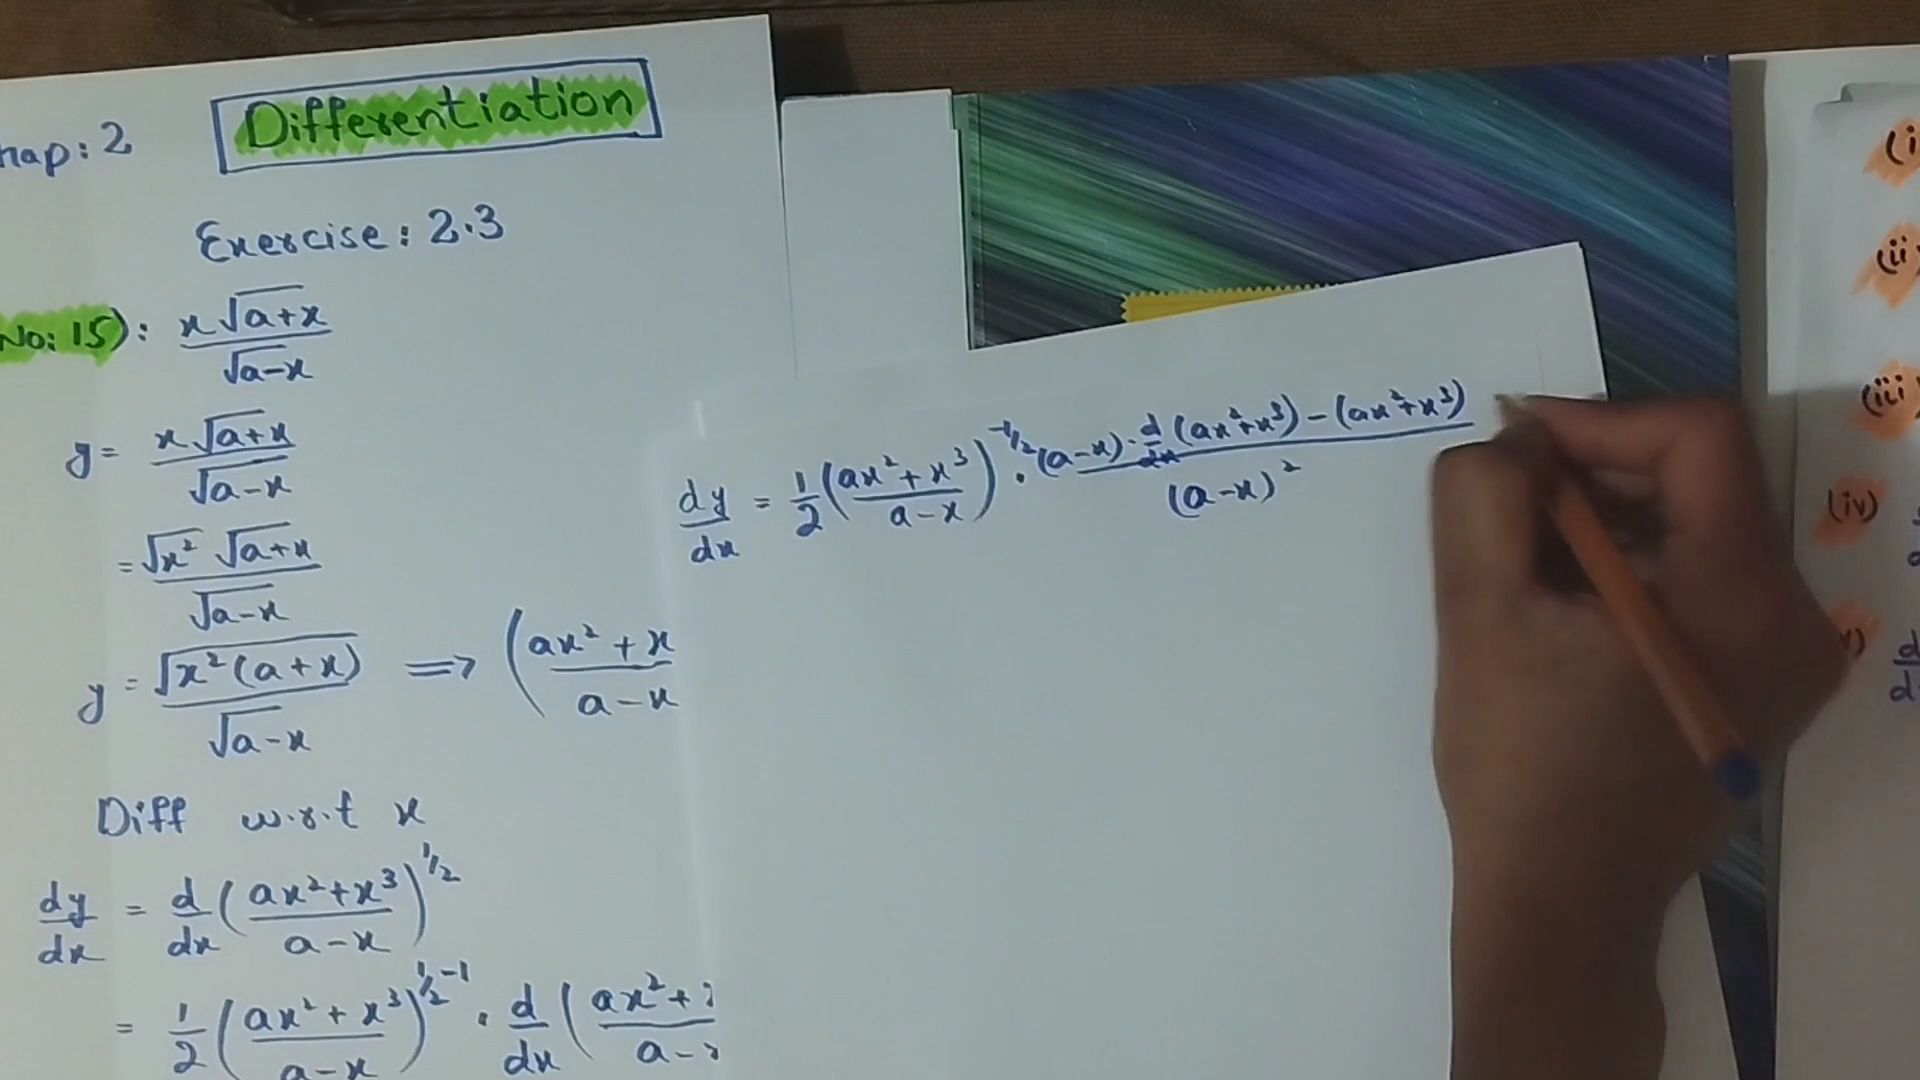 hap: 2 Differentiation
Exercise: 2.3
No: 15): x√(a+x) / √(a-x)
y = x√(a+x) / √(a-x)
= √x² √(a+x) / √(a-x)
y = √(x²(a+x)) / √(a-x) => (ax² + x / a-x
Diff w.r.t x
dy/dx = d/dx (ax²+x³ / a-x)^1/2
= 1/2 (ax²+x³ / a-x)^1/2-1 . d/dx (ax²+ / a-
dy/dx = 1/2 (ax²+x³ / a-x)^-1/2 . (a-x) . d/dx (ax²+x³) - (ax²+x³) / (a-x)²
(i
(ii)
(iii)
(iv)
) d/d